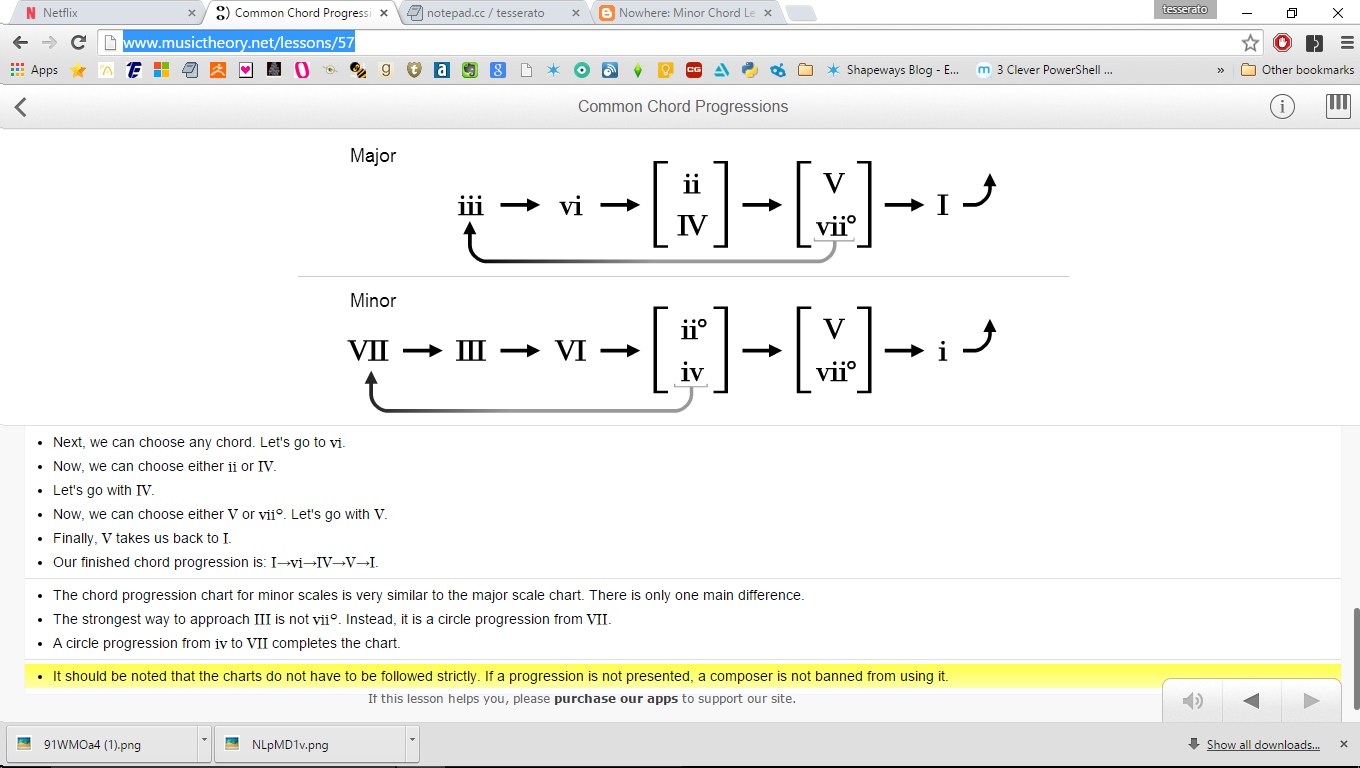 Netflix
Common Chord Progressi
notepad.cc / tesserato
Nowhere: Minor Chord Le
tesserato
www.musictheory.net/lessons/57
Apps
Shapeways Blog - E...
3 Clever PowerShell ...
»
Other bookmarks
Common Chord Progressions
Major
iii → vi → [ii IV] → [V vii°] → I
Minor
VII → III → VI → [ii° iv] → [V vii°] → i
• Next, we can choose any chord. Let's go to vi.
• Now, we can choose either ii or IV.
• Let's go with IV.
• Now, we can choose either V or vii°. Let's go with V.
• Finally, V takes us back to I.
• Our finished chord progression is: I→vi→IV→V→I.
• The chord progression chart for minor scales is very similar to the major scale chart. There is only one main difference.
• The strongest way to approach III is not vii°. Instead, it is a circle progression from VII.
• A circle progression from iv to VII completes the chart.
• It should be noted that the charts do not have to be followed strictly. If a progression is not presented, a composer is not banned from using it.
If this lesson helps you, please purchase our apps to support our site.
91WMOa4 (1).png
NLpMD1v.png
Show all downloads...